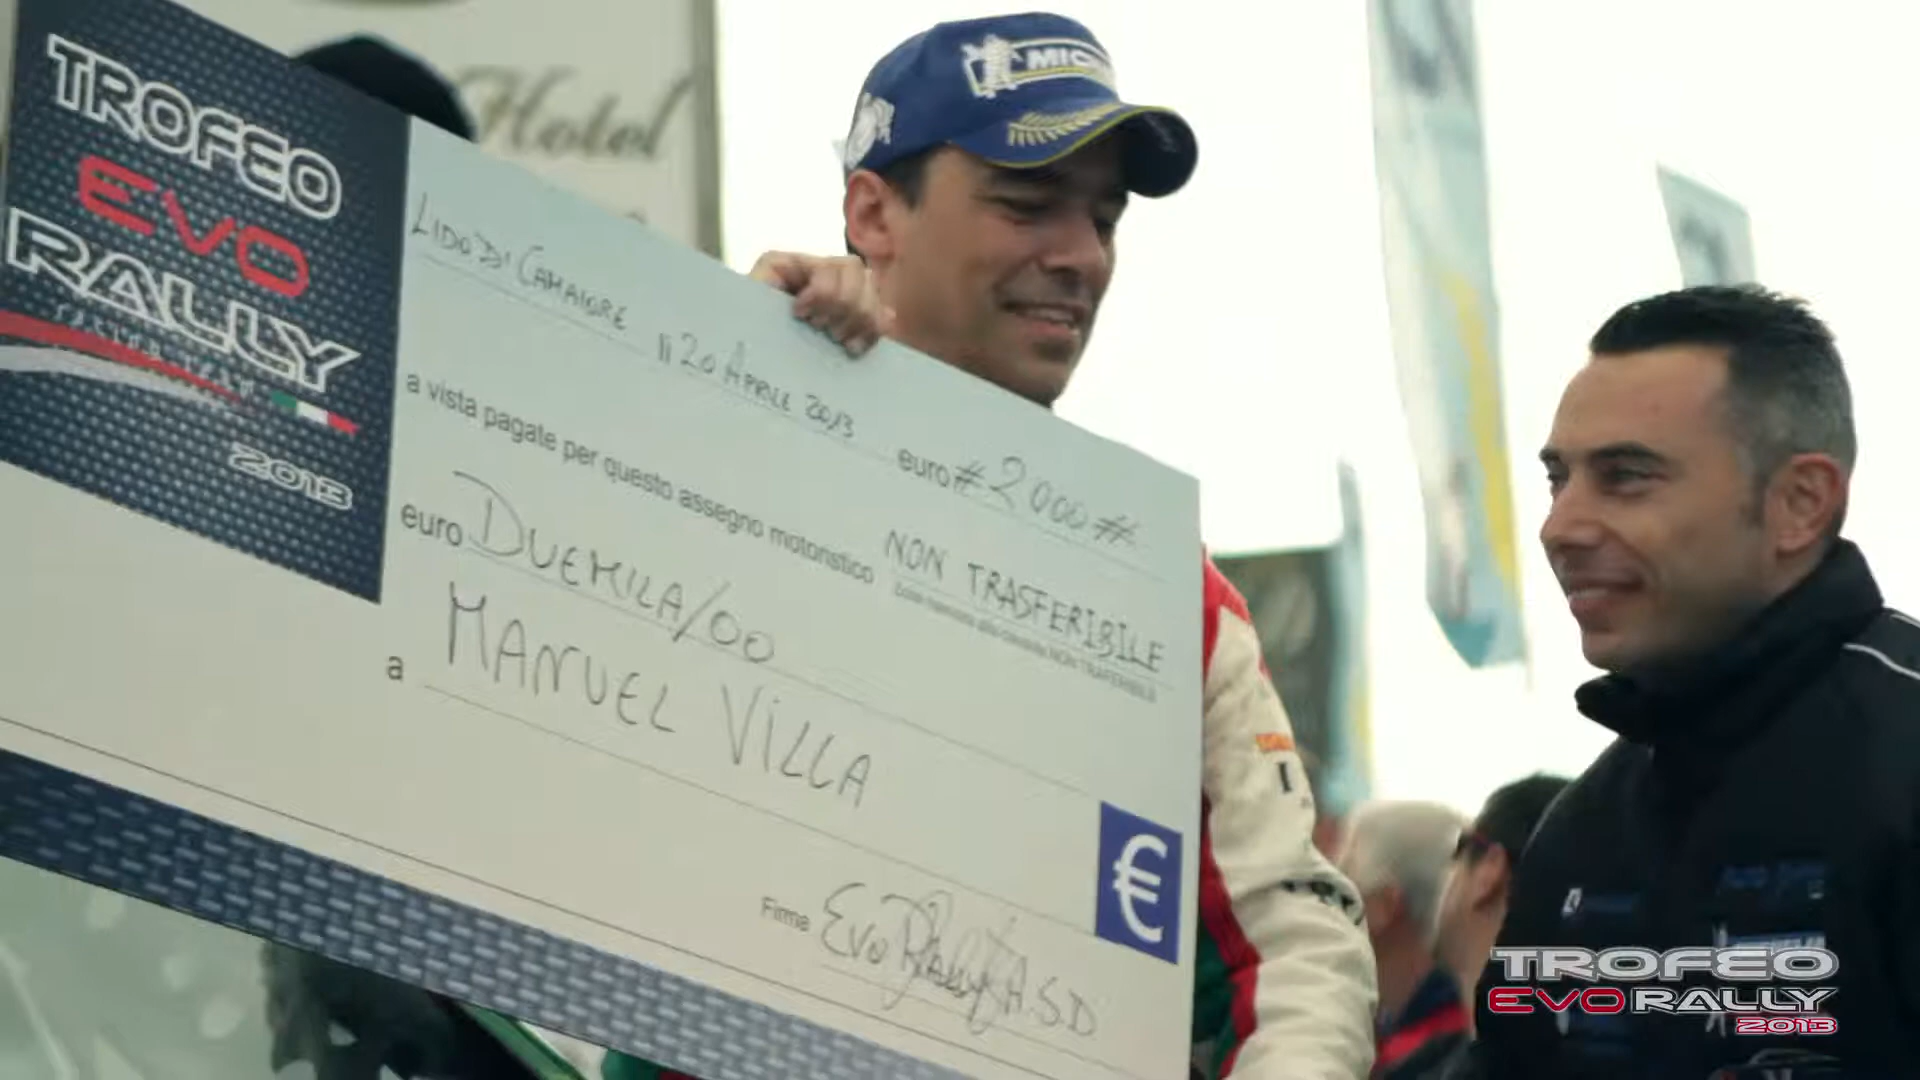 TROFEO
EVO
RALLY
2013
Hotel
LIDO DI CAMAIORE li 20 APRILE 2013 euro # 2000 #
a vista pagate per questo assegno motoristico NON TRASFERIBILE
euro DUEMILA/00
a MANUEL VILLA
€
Firma EVO RALLY A.S.D
TROFEO
EVO RALLY
2013